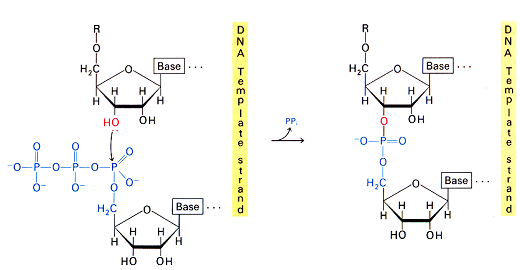 R
O
H₂C O Base ···
H H H H
HO: OH
O O O
⁻O—P—O—P—O—P
O⁻ O⁻ O⁻
O
H₂C O Base ···
H H H H
HO OH
DNA Template strand
PPi
R
O
H₂C O Base ···
H H H H
O OH
⁻O—P=O
O
H₂C O Base ···
H H H H
HO OH
DNA Template strand